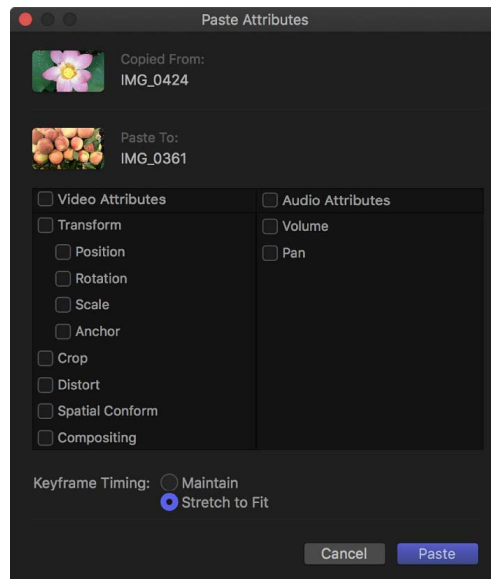 Paste Attributes
Copied From:
IMG_0424
Paste To:
IMG_0361
Video Attributes
Transform
Position
Rotation
Scale
Anchor
Crop
Distort
Spatial Conform
Compositing
Audio Attributes
Volume
Pan
Keyframe Timing: Maintain
Stretch to Fit
Cancel Paste